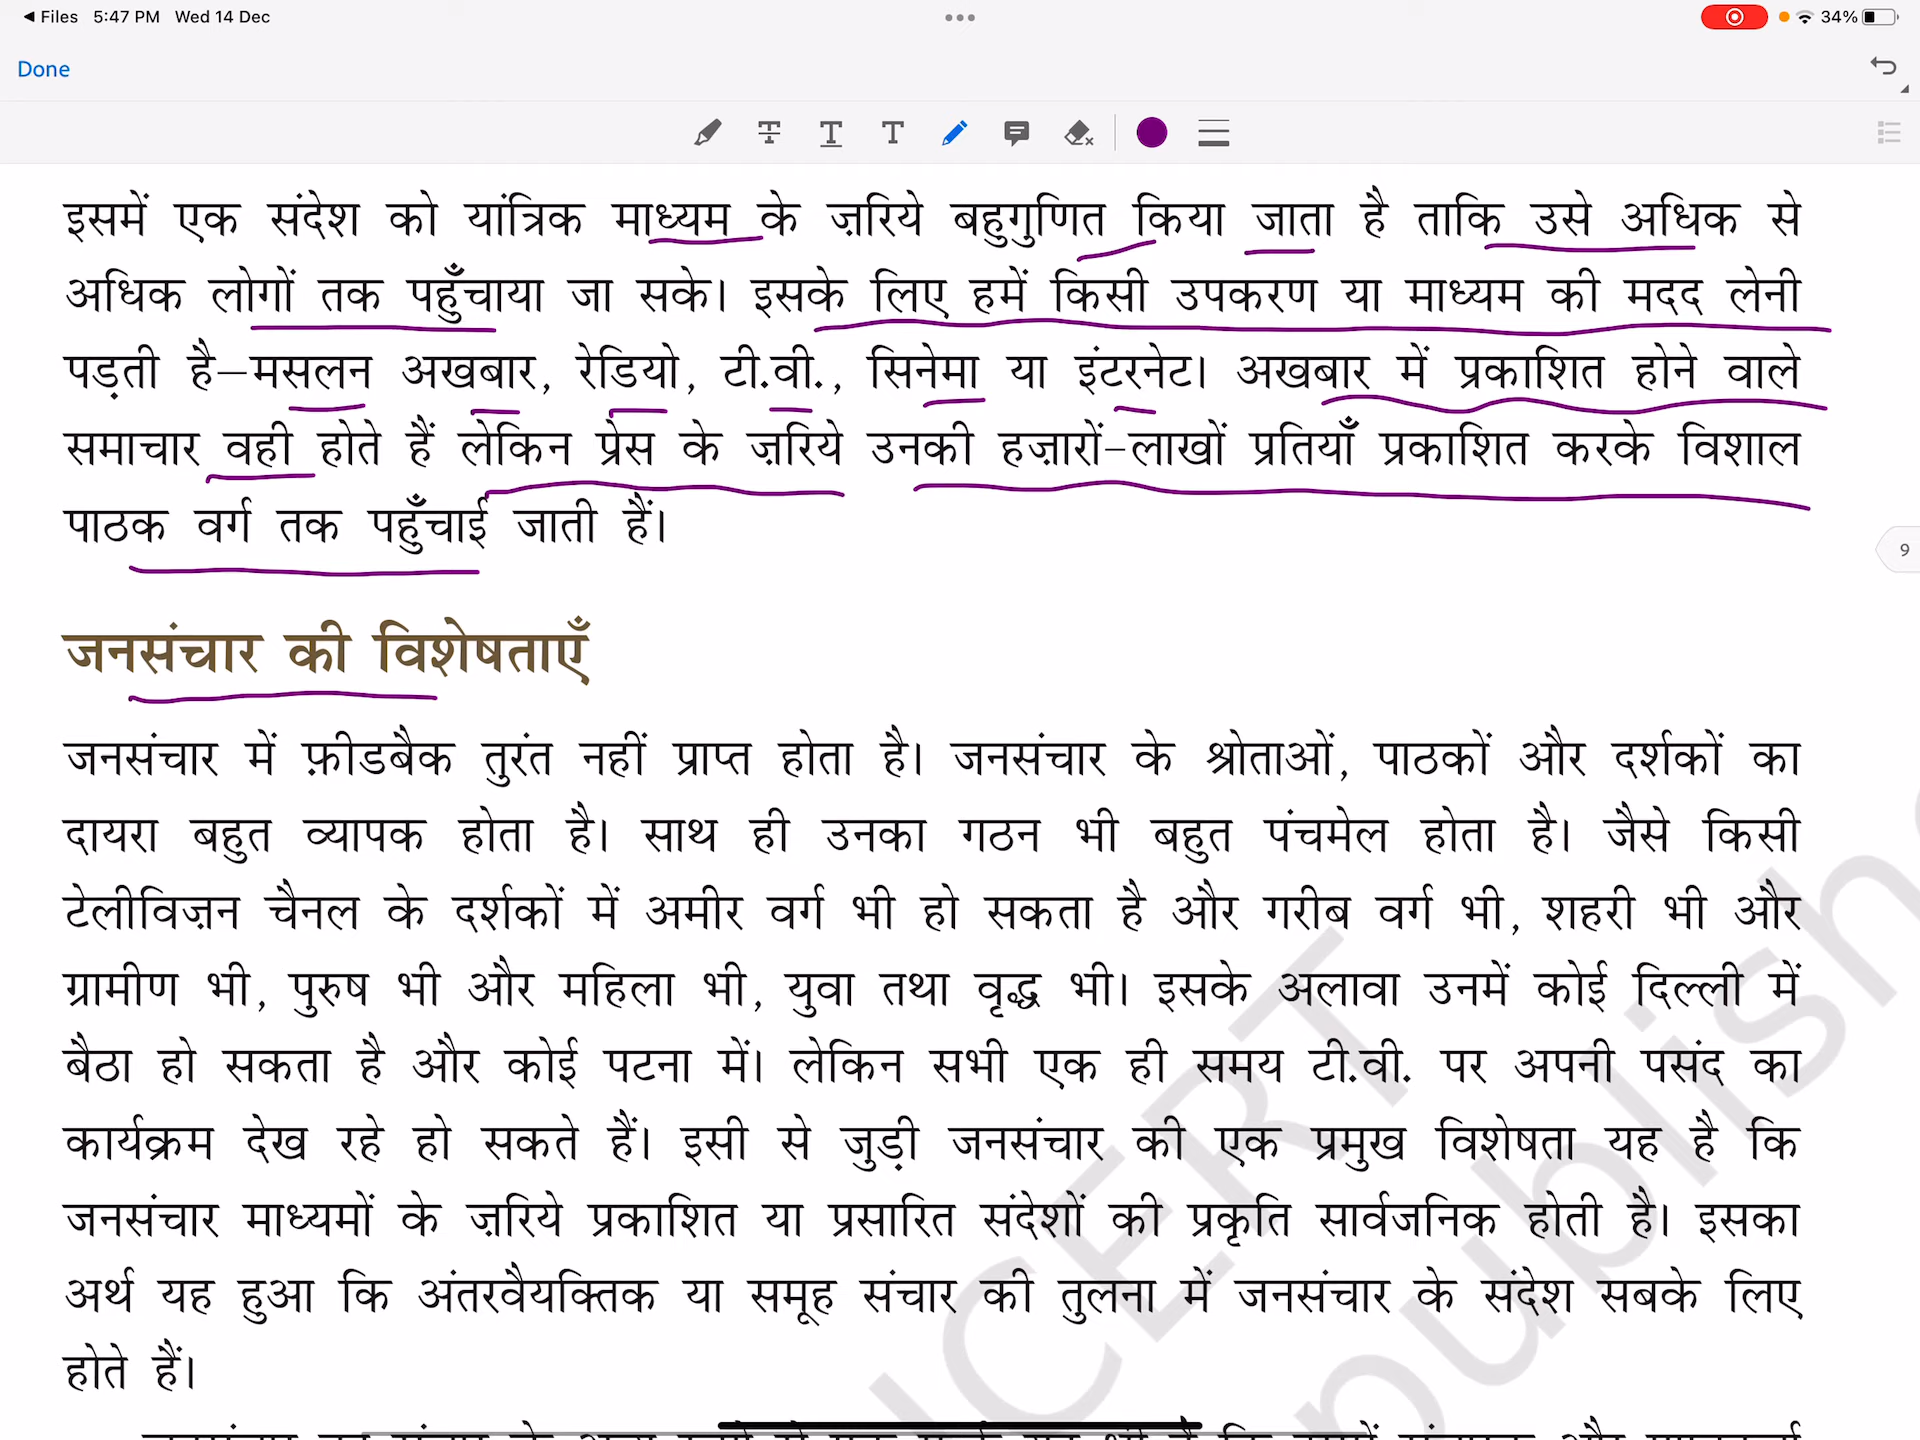 Files 5:47 PM Wed 14 Dec 34%
Done
इसमें एक संदेश को यांत्रिक माध्यम के ज़रिये बहुगुणित किया जाता है ताकि उसे अधिक से
अधिक लोगों तक पहुँचाया जा सके। इसके लिए हमें किसी उपकरण या माध्यम की मदद लेनी
पड़ती है–मसलन अखबार, रेडियो, टी.वी., सिनेमा या इंटरनेट। अखबार में प्रकाशित होने वाले
समाचार वही होते हैं लेकिन प्रेस के ज़रिये उनकी हज़ारों-लाखों प्रतियाँ प्रकाशित करके विशाल
पाठक वर्ग तक पहुँचाई जाती हैं।
9
जनसंचार की विशेषताएँ
जनसंचार में फ़ीडबैक तुरंत नहीं प्राप्त होता है। जनसंचार के श्रोताओं, पाठकों और दर्शकों का
दायरा बहुत व्यापक होता है। साथ ही उनका गठन भी बहुत पंचमेल होता है। जैसे किसी
टेलीविज़न चैनल के दर्शकों में अमीर वर्ग भी हो सकता है और गरीब वर्ग भी, शहरी भी और
ग्रामीण भी, पुरुष भी और महिला भी, युवा तथा वृद्ध भी। इसके अलावा उनमें कोई दिल्ली में
बैठा हो सकता है और कोई पटना में। लेकिन सभी एक ही समय टी.वी. पर अपनी पसंद का
कार्यक्रम देख रहे हो सकते हैं। इसी से जुड़ी जनसंचार की एक प्रमुख विशेषता यह है कि
जनसंचार माध्यमों के ज़रिये प्रकाशित या प्रसारित संदेशों की प्रकृति सार्वजनिक होती है। इसका
अर्थ यह हुआ कि अंतरवैयक्तिक या समूह संचार की तुलना में जनसंचार के संदेश सबके लिए
होते हैं।